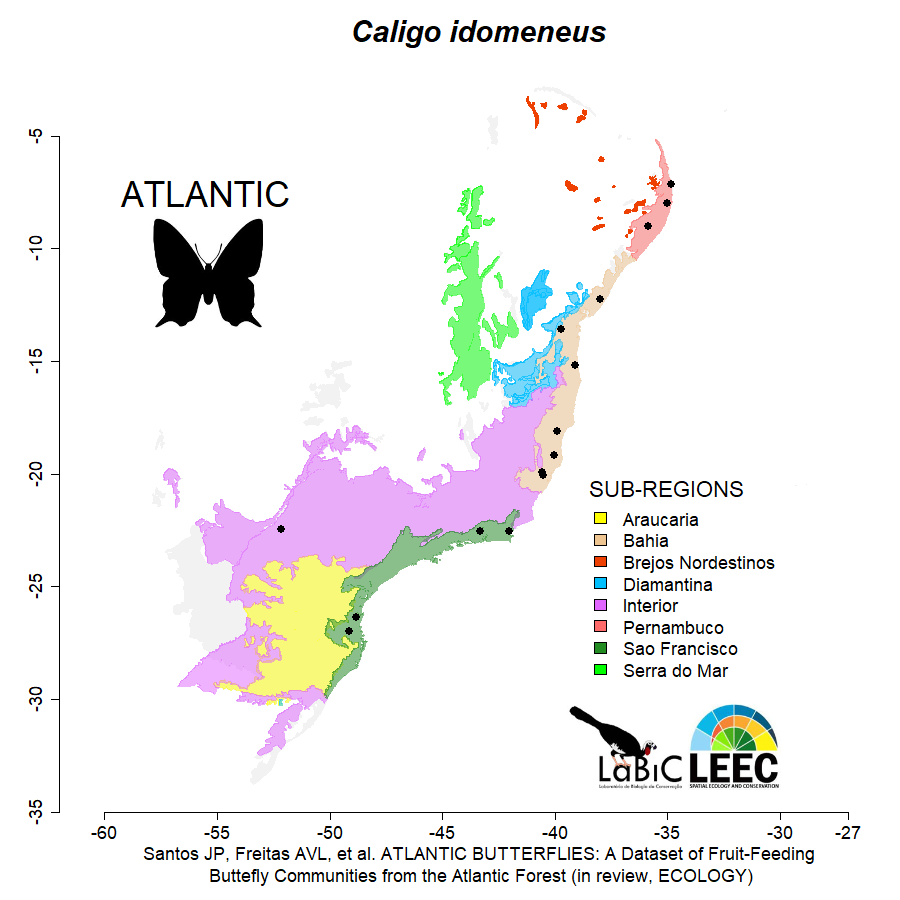 Caligo idomeneus
ATLANTIC
-5
-10
-15
-20
-25
-30
-35
SUB-REGIONS
Araucaria
Bahia
Brejos Nordestinos
Diamantina
Interior
Pernambuco
Sao Francisco
Serra do Mar
LaBiC LEEC
Laboratório de Biologia da Conservação SPATIAL ECOLOGY AND CONSERVATION
-60 -55 -50 -45 -40 -35 -30 -27
Santos JP, Freitas AVL, et al. ATLANTIC BUTTERFLIES: A Dataset of Fruit-Feeding
Buttefly Communities from the Atlantic Forest (in review, ECOLOGY)